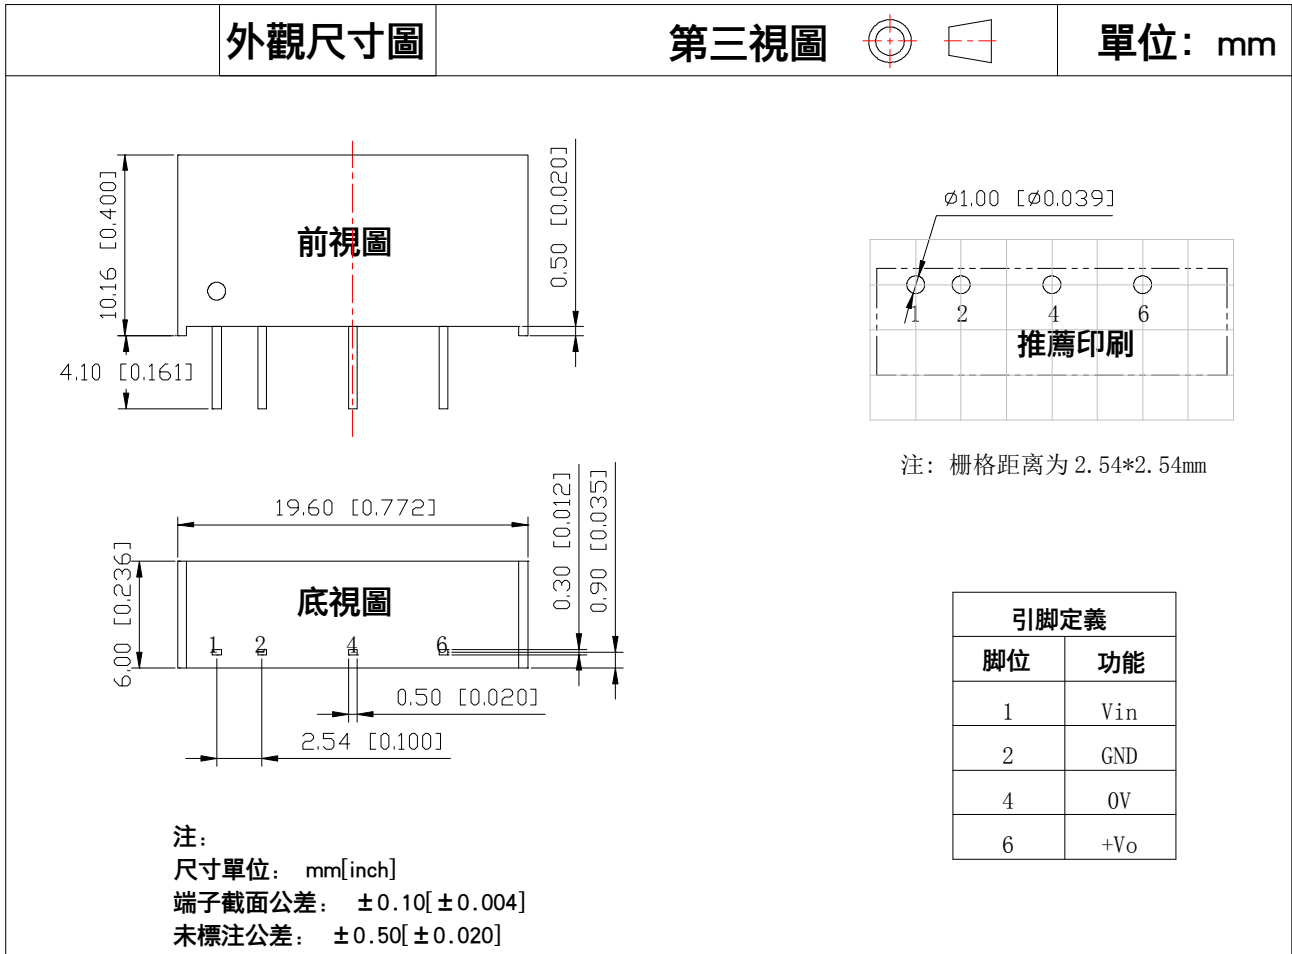 外觀尺寸圖
第三視圖
單位：mm
10.16 [0.400]
前視圖
0.50 [0.020]
4.10 [0.161]
ø1.00 [ø0.039]
1 2 4 6
推薦印刷
注: 栅格距离为 2.54*2.54mm
19.60 [0.772]
6.00 [0.236]
底視圖
0.30 [0.012]
0.90 [0.035]
1 2 4 6
0.50 [0.020]
2.54 [0.100]
引脚定義
脚位 功能
1 Vin
2 GND
4 0V
6 +Vo
注：
尺寸單位： mm[inch]
端子截面公差： ±0.10[±0.004]
未標注公差： ±0.50[±0.020]